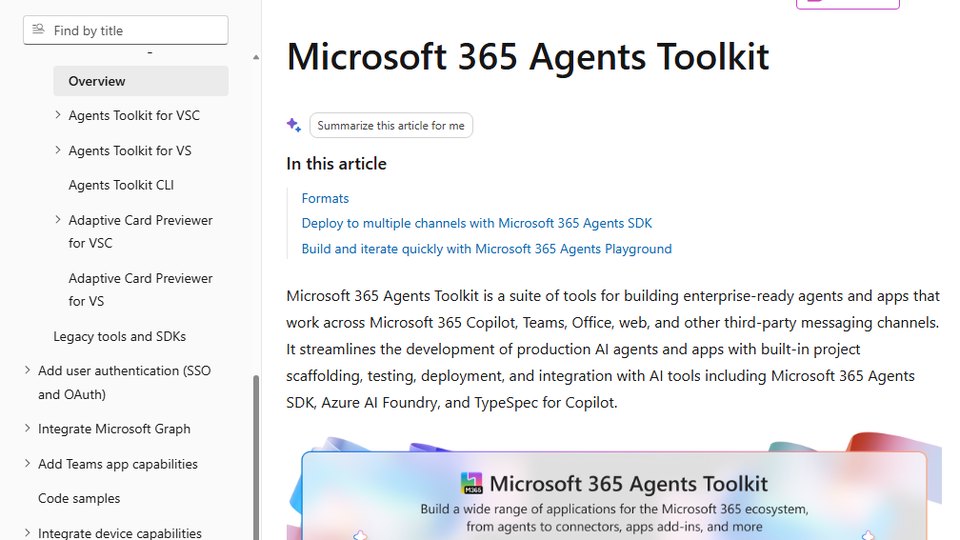 Find by title
Overview
Agents Toolkit for VSC
Agents Toolkit for VS
Agents Toolkit CLI
Adaptive Card Previewer
for VSC
Adaptive Card Previewer
for VS
Legacy tools and SDKs
Add user authentication (SSO
and OAuth)
Integrate Microsoft Graph
Add Teams app capabilities
Code samples
Integrate device capabilities
Microsoft 365 Agents Toolkit
Summarize this article for me
In this article
Formats
Deploy to multiple channels with Microsoft 365 Agents SDK
Build and iterate quickly with Microsoft 365 Agents Playground
Microsoft 365 Agents Toolkit is a suite of tools for building enterprise-ready agents and apps that
work across Microsoft 365 Copilot, Teams, Office, web, and other third-party messaging channels.
It streamlines the development of production AI agents and apps with built-in project
scaffolding, testing, deployment, and integration with AI tools including Microsoft 365 Agents
SDK, Azure AI Foundry, and TypeSpec for Copilot.
M365 Microsoft 365 Agents Toolkit
Build a wide range of applications for the Microsoft 365 ecosystem,
from agents to connectors, apps add-ins, and more